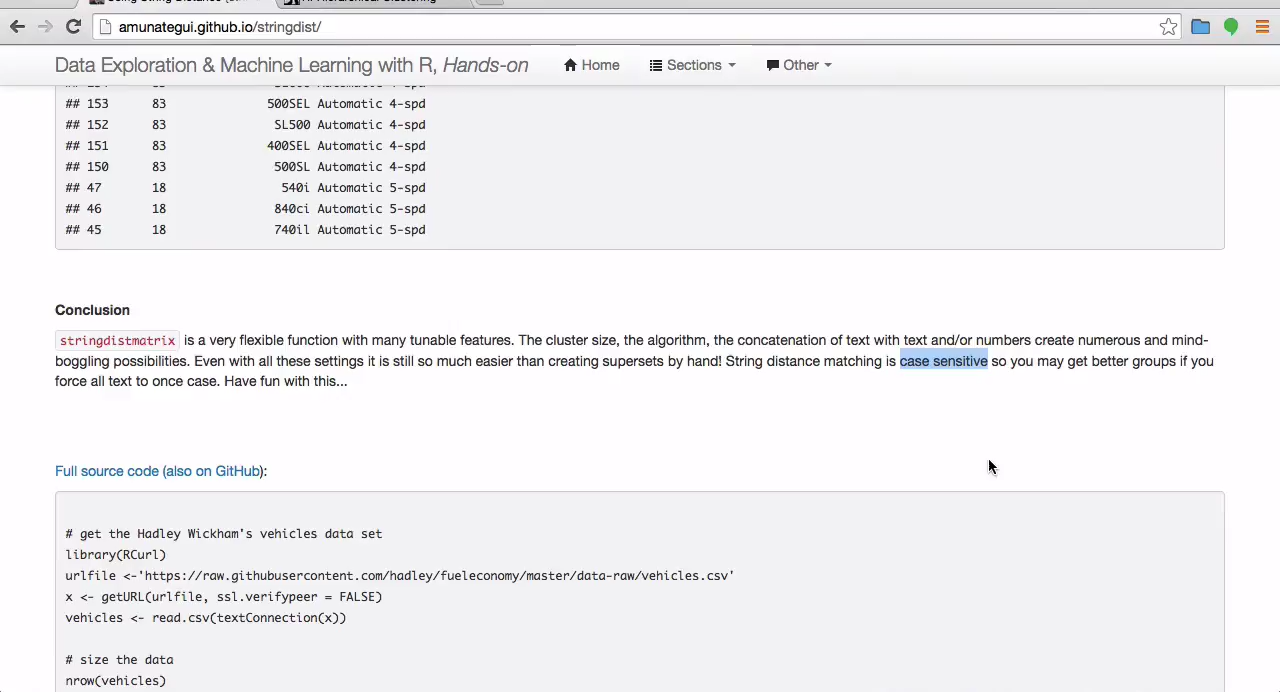 amunategui.github.io/stringdist/
Data Exploration & Machine Learning with R, Hands-on Home Sections Other
## 153 83 500SEL Automatic 4-spd
## 152 83 SL500 Automatic 4-spd
## 151 83 400SEL Automatic 4-spd
## 150 83 500SL Automatic 4-spd
## 47 18 540i Automatic 5-spd
## 46 18 840ci Automatic 5-spd
## 45 18 740il Automatic 5-spd
Conclusion
stringdistmatrix is a very flexible function with many tunable features. The cluster size, the algorithm, the concatenation of text with text and/or numbers create numerous and mind-
boggling possibilities. Even with all these settings it is still so much easier than creating supersets by hand! String distance matching is case sensitive so you may get better groups if you
force all text to once case. Have fun with this...
Full source code (also on GitHub):
# get the Hadley Wickham's vehicles data set
library(RCurl)
urlfile <-'https://raw.githubusercontent.com/hadley/fueleconomy/master/data-raw/vehicles.csv'
x <- getURL(urlfile, ssl.verifypeer = FALSE)
vehicles <- read.csv(textConnection(x))
# size the data
nrow(vehicles)